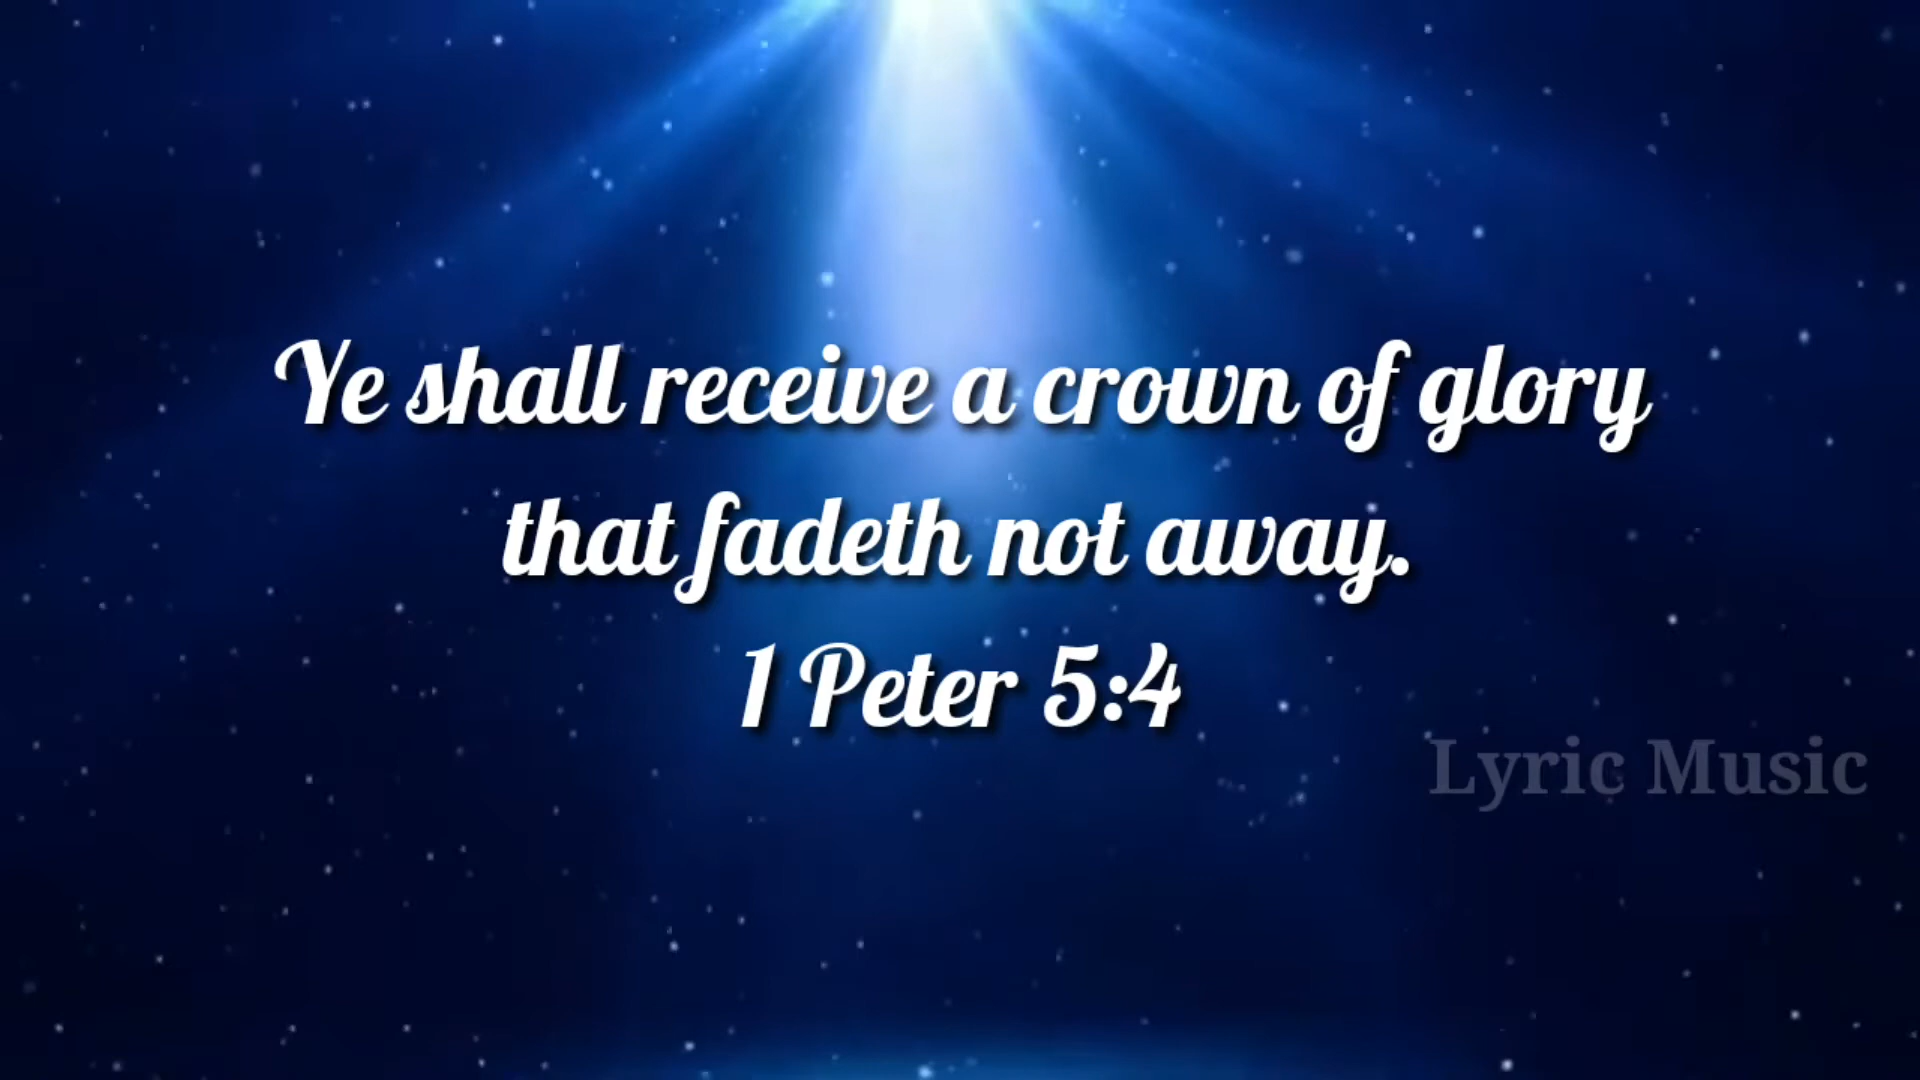 Ye shall receive a crown of glory
that fadeth not away.
1 Peter 5:4
Lyric Music